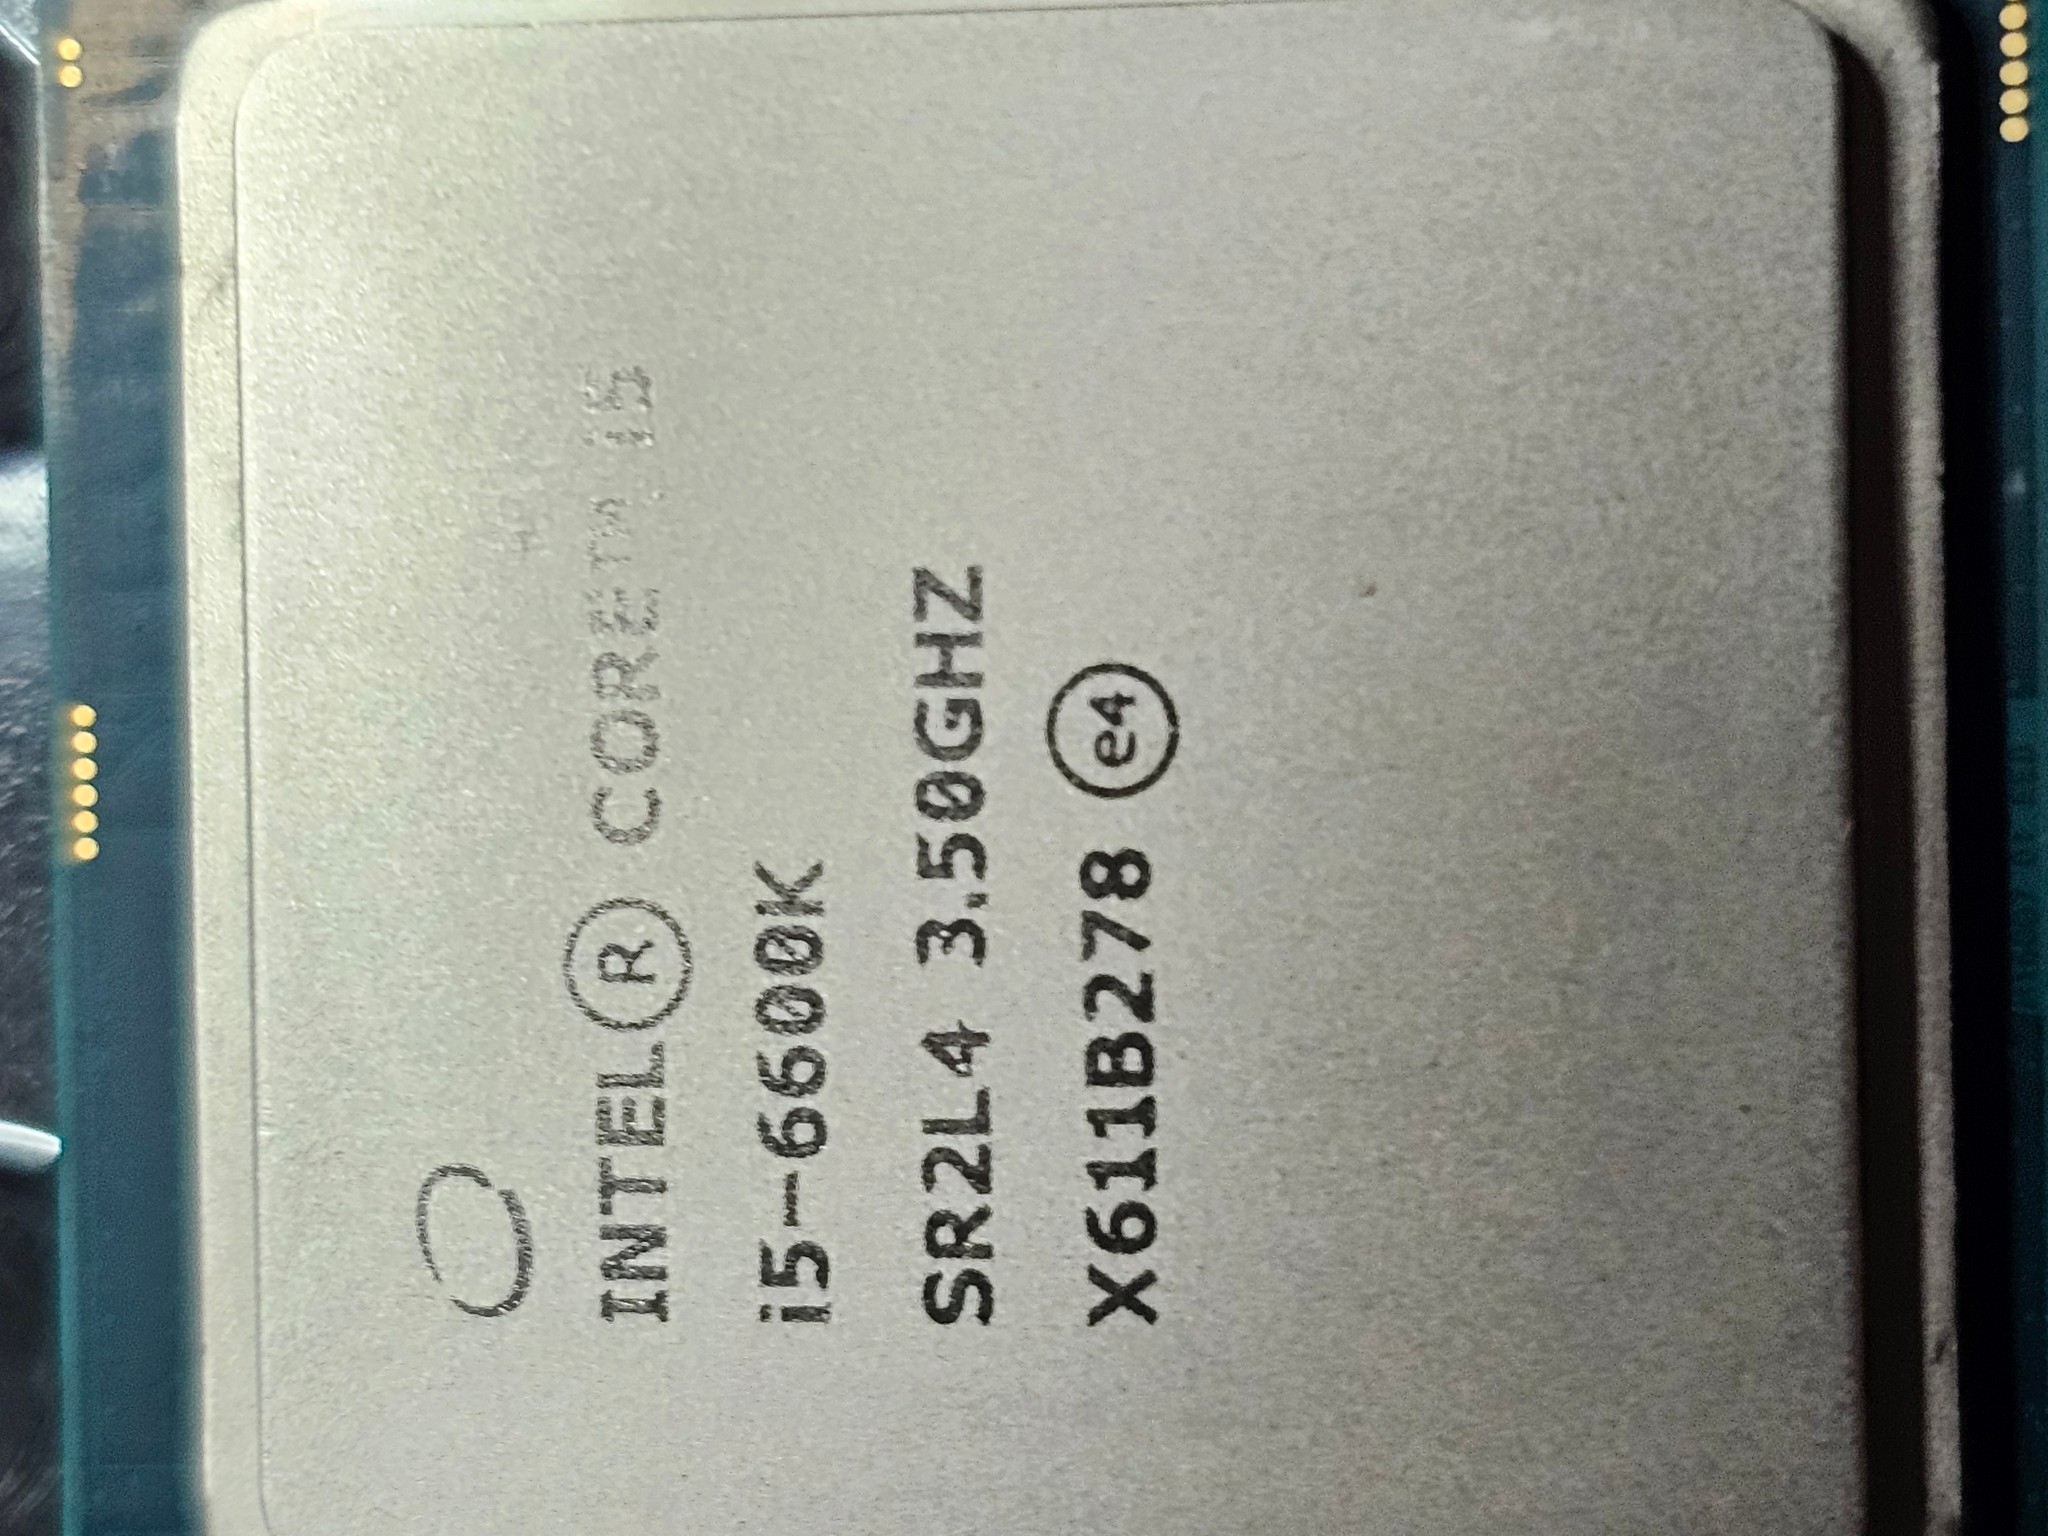 INTEL® CORE™ i5
i5-6600K
SR2L4 3.50GHZ
X611B278 e4